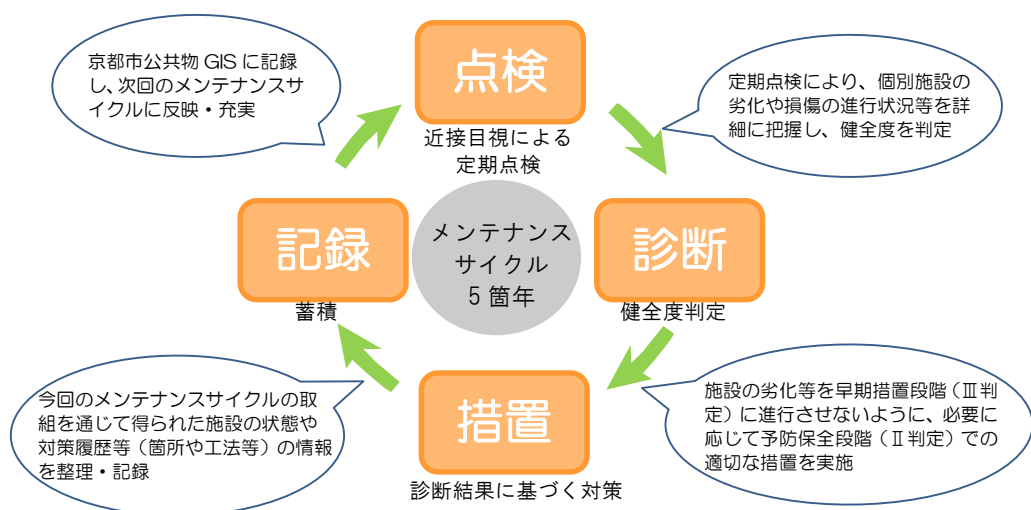 京都市公共物 GIS に記録
し、次回のメンテナンスサ
イクルに反映・充実
点検
近接目視による
定期点検
定期点検により、個別施設の
劣化や損傷の進行状況等を詳
細に把握し、健全度を判定
記録
蓄積
メンテナンス
サイクル
5 箇年
診断
健全度判定
今回のメンテナンスサイクルの取
組を通じて得られた施設の状態や
対策履歴等（箇所や工法等）の情報
を整理・記録
措置
診断結果に基づく対策
施設の劣化等を早期措置段階（Ⅲ判
定）に進行させないように、必要に
応じて予防保全段階（Ⅱ判定）での
適切な措置を実施